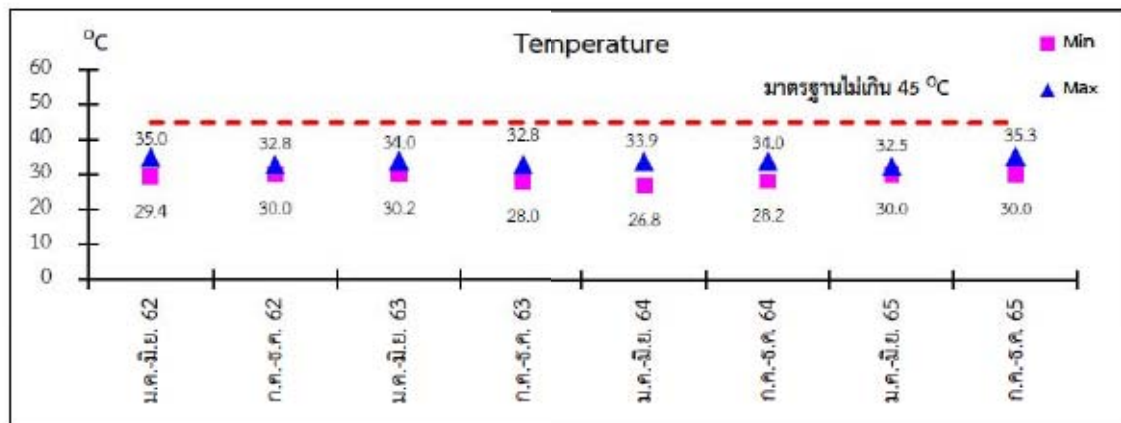 °C
Temperature
Min
Max
มาตรฐานไม่เกิน 45 °C
60
50
40
30
20
10
0
35.0 32.8 34.0 32.8 33.9 34.0 32.5 35.3
29.4 30.0 30.2 28.0 26.8 28.2 30.0 30.0
ม.ค.-มิ.ย. 62
ก.ค.-ธ.ค. 62
ม.ค.-มิ.ย. 63
ก.ค.-ธ.ค. 63
ม.ค.-มิ.ย. 64
ก.ค.-ธ.ค. 64
ม.ค.-มิ.ย. 65
ก.ค.-ธ.ค. 65